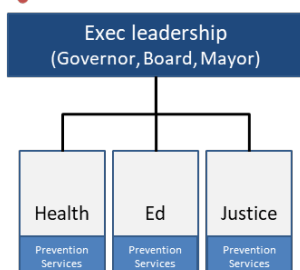 Exec leadership
(Governor, Board, Mayor)
Health
Ed
Justice
Prevention
Services
Prevention
Services
Prevention
Services